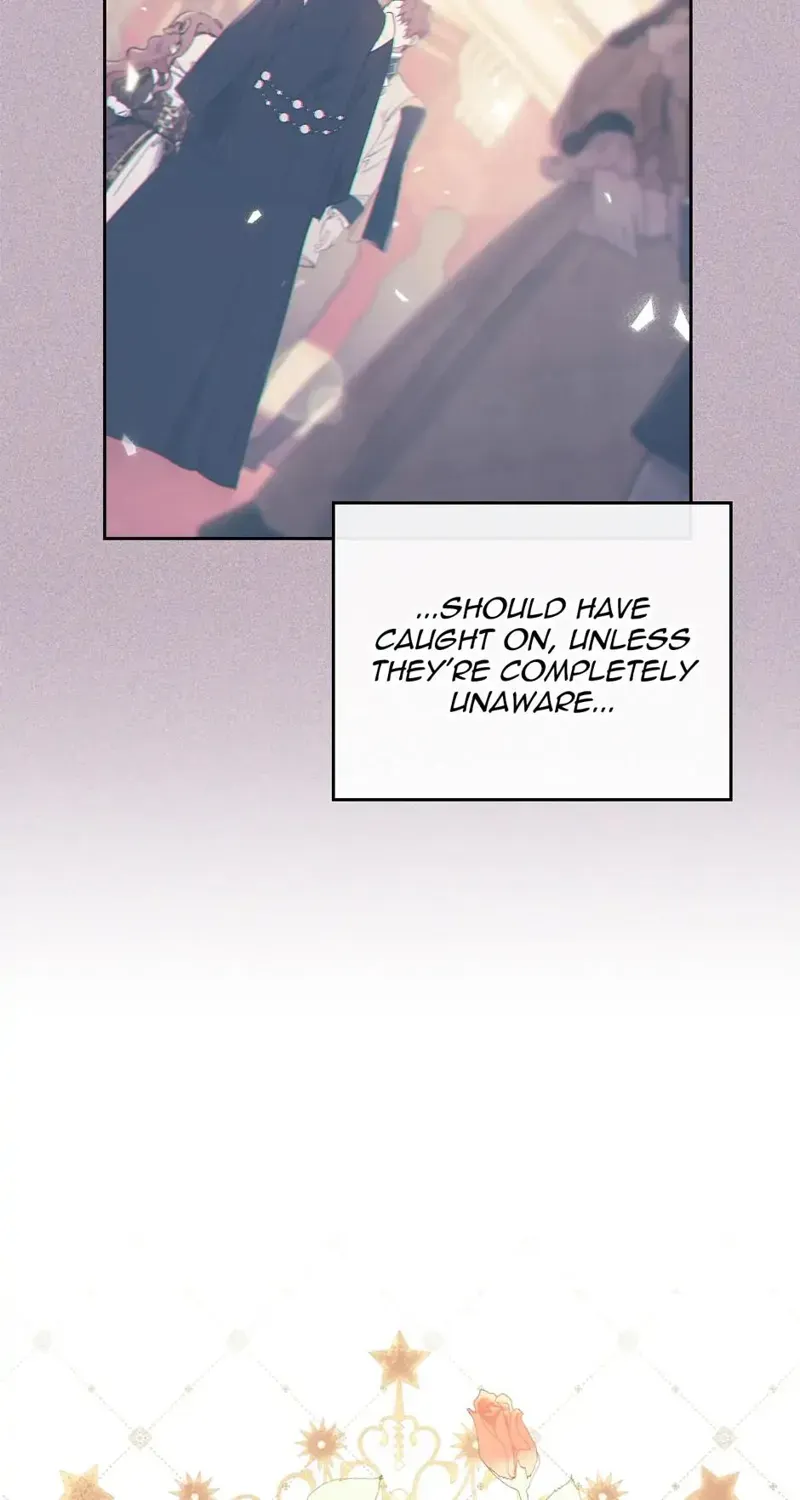 ...SHOULD HAVE
CAUGHT ON, UNLESS
THEY'RE COMPLETELY
UNAWARE...